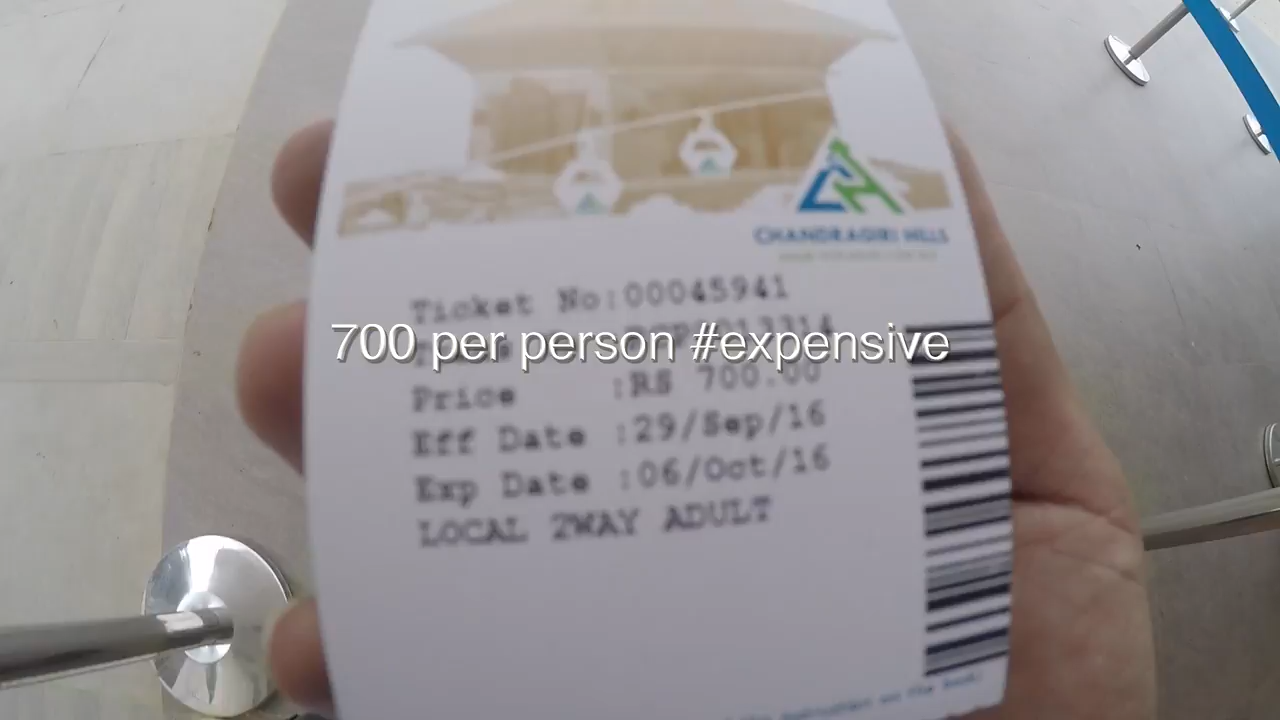 CHANDRAGIRI HILLS
Ticket No:00045941
700 per person #expensive
Price :RS 700.00
Eff Date :29/Sep/16
Exp Date :06/Oct/16
LOCAL 2WAY ADULT